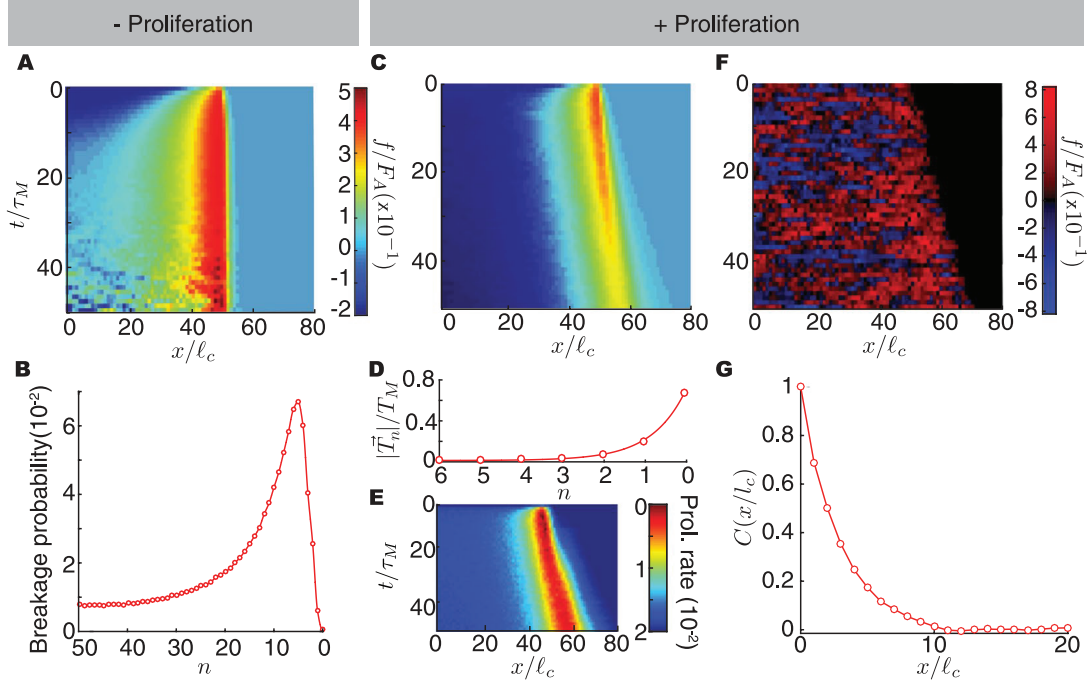 - Proliferation
+ Proliferation
A
0
20
40
t/τ_M
0 20 40 60 80
x/ℓ_c
5
4
3
2
1
0
-1
-2
f/F_A(x10⁻¹)
C
0
20
40
0 20 40 60 80
x/ℓ_c
F
0
20
40
0 20 40 60 80
x/ℓ_c
8
6
4
2
0
-2
-4
-6
-8
f/F_A(x10⁻¹)
B
Breakage probability(10⁻²)
6
4
2
0
50 40 30 20 10 0
n
D
|T⃗_n|/T_M
0.8
0.4
0
6 5 4 3 2 1 0
n
E
t/τ_M
0
20
40
0 20 40 60 80
x/ℓ_c
0
1
2
Prol. rate (10⁻²)
G
C(x/l_c)
1
0.8
0.6
0.4
0.2
0
0 10 20
x/ℓ_c